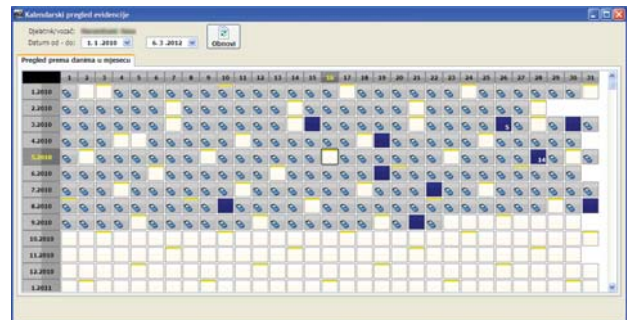 Kalendarski pregled evidencije
Djelatnik/vozač:
Datum od - do: 1. 1.2010 6. 3.2012 Obnovi
Pregled prema danima u mjesecu
1 2 3 4 5 6 7 8 9 10 11 12 13 14 15 16 17 18 19 20 21 22 23 24 25 26 27 28 29 30 31
1.2010
2.2010
3.2010 5
4.2010
5.2010 14
6.2010
7.2010
8.2010
9.2010
10.2010
11.2010
12.2010
1.2011